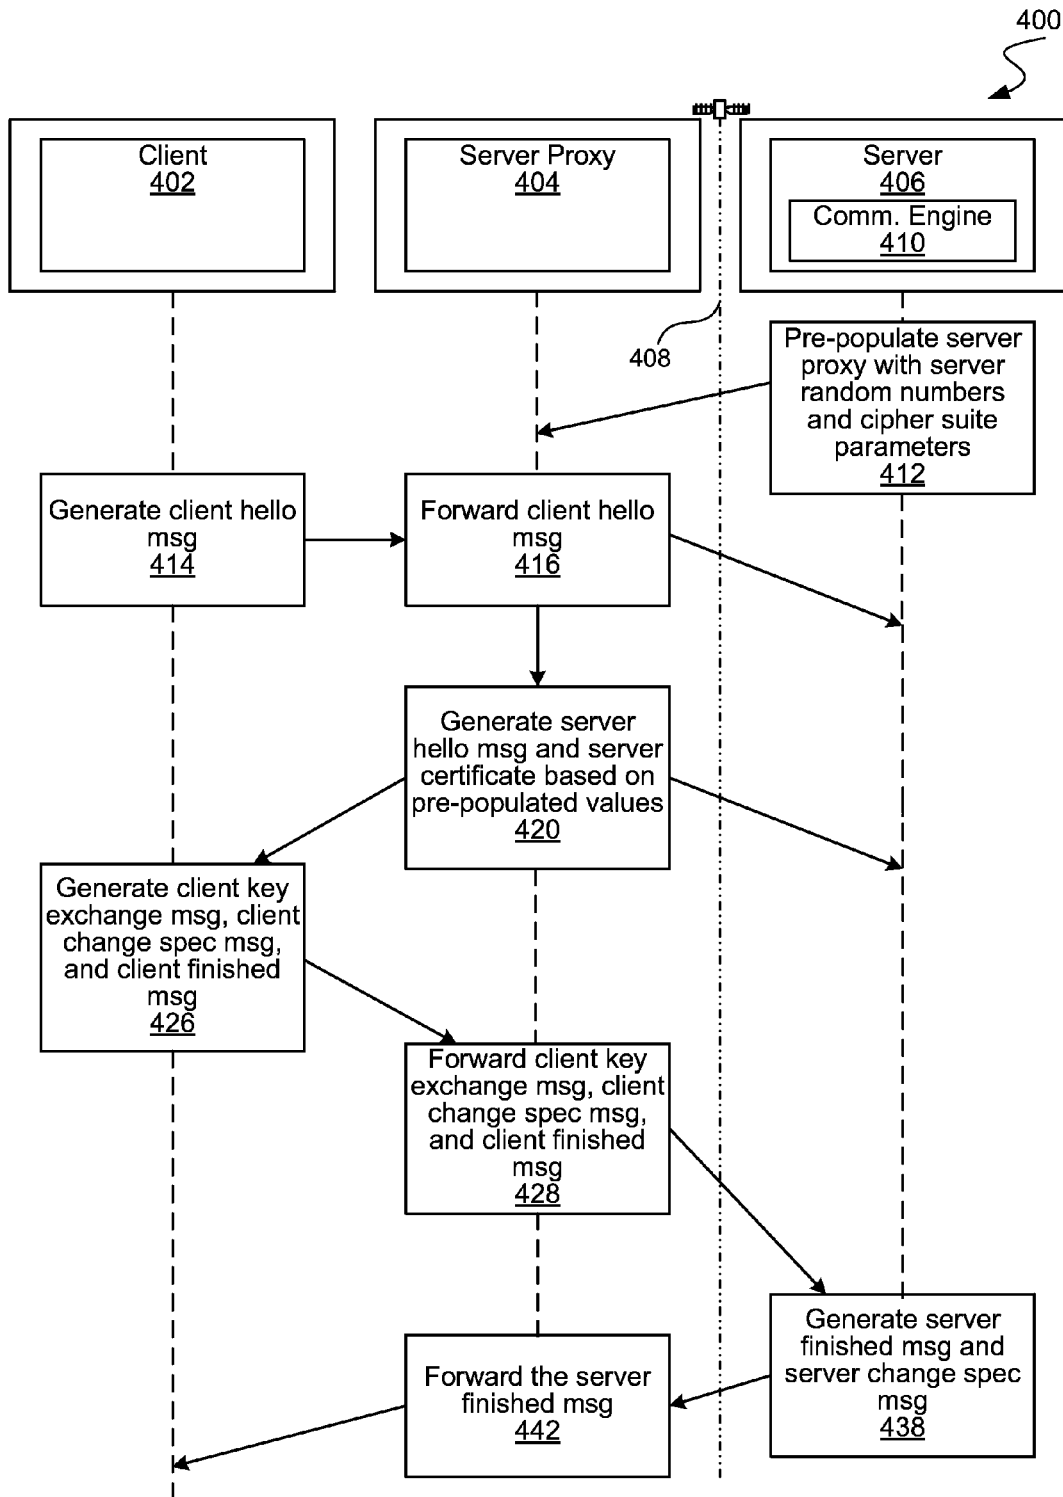 400
Client
402
Server Proxy
404
Server
406
Comm. Engine
410
408
Pre-populate server
proxy with server
random numbers
and cipher suite
parameters
412
Generate client hello
msg
414
Forward client hello
msg
416
Generate server
hello msg and server
certificate based on
pre-populated values
420
Generate client key
exchange msg, client
change spec msg,
and client finished
msg
426
Forward client key
exchange msg, client
change spec msg,
and client finished
msg
428
Generate server
finished msg and
server change spec
msg
438
Forward the server
finished msg
442